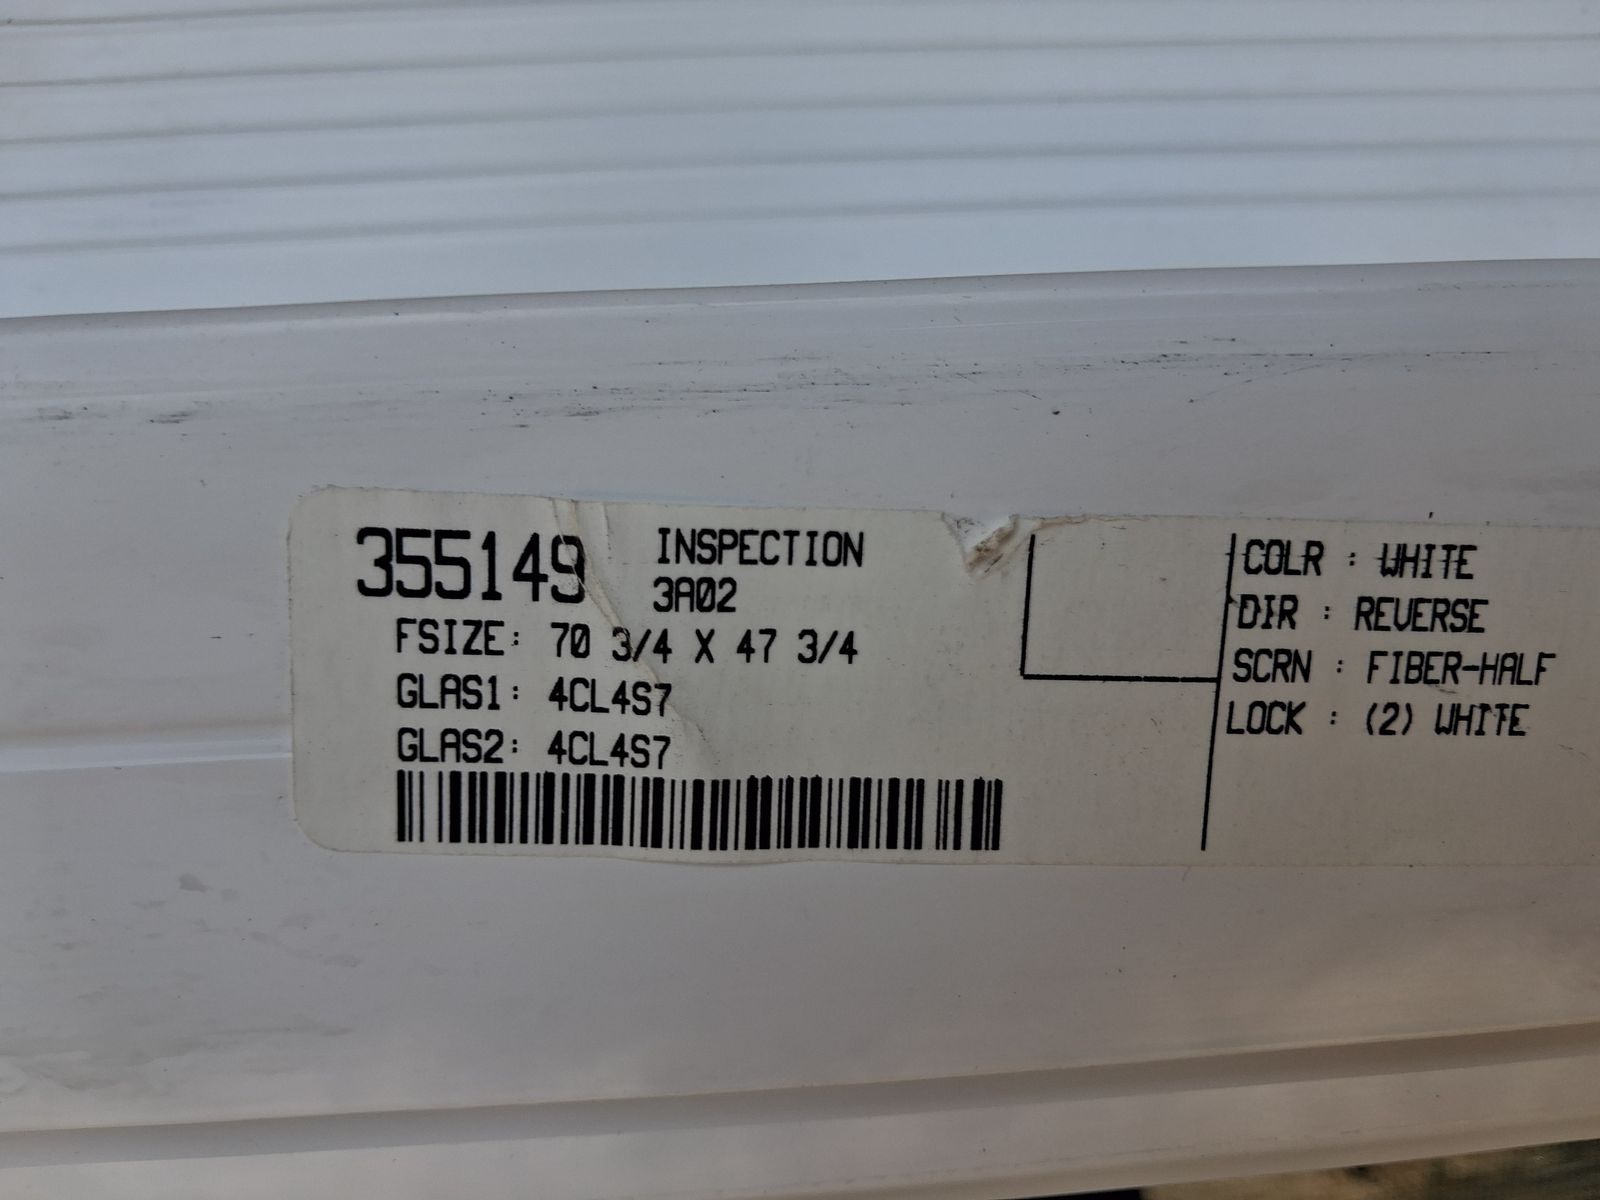 355149
INSPECTION
3A02
FSIZE: 70 3/4 X 47 3/4
GLAS1: 4CL4S7
GLAS2: 4CL4S7
COLR : WHITE
DIR : REVERSE
SCRN : FIBER-HALF
LOCK : (2) WHITE